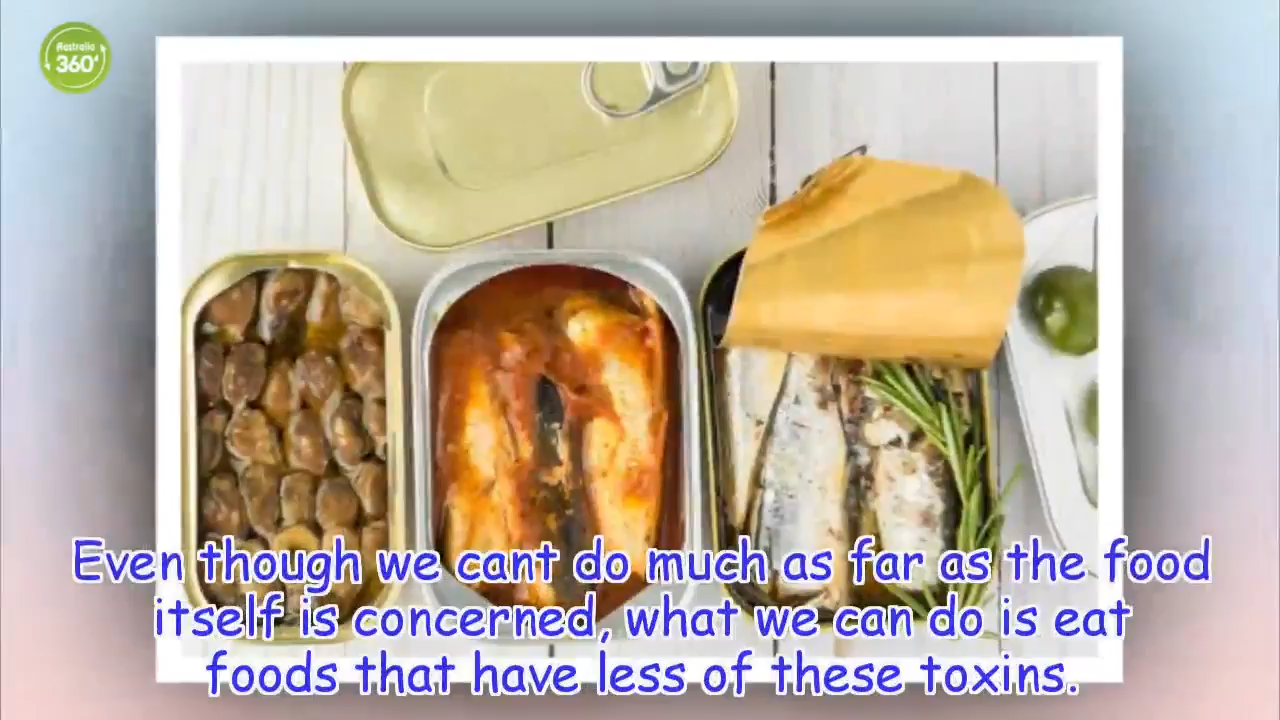 Australia
360°
Even though we cant do much as far as the food
itself is concerned, what we can do is eat
foods that have less of these toxins.